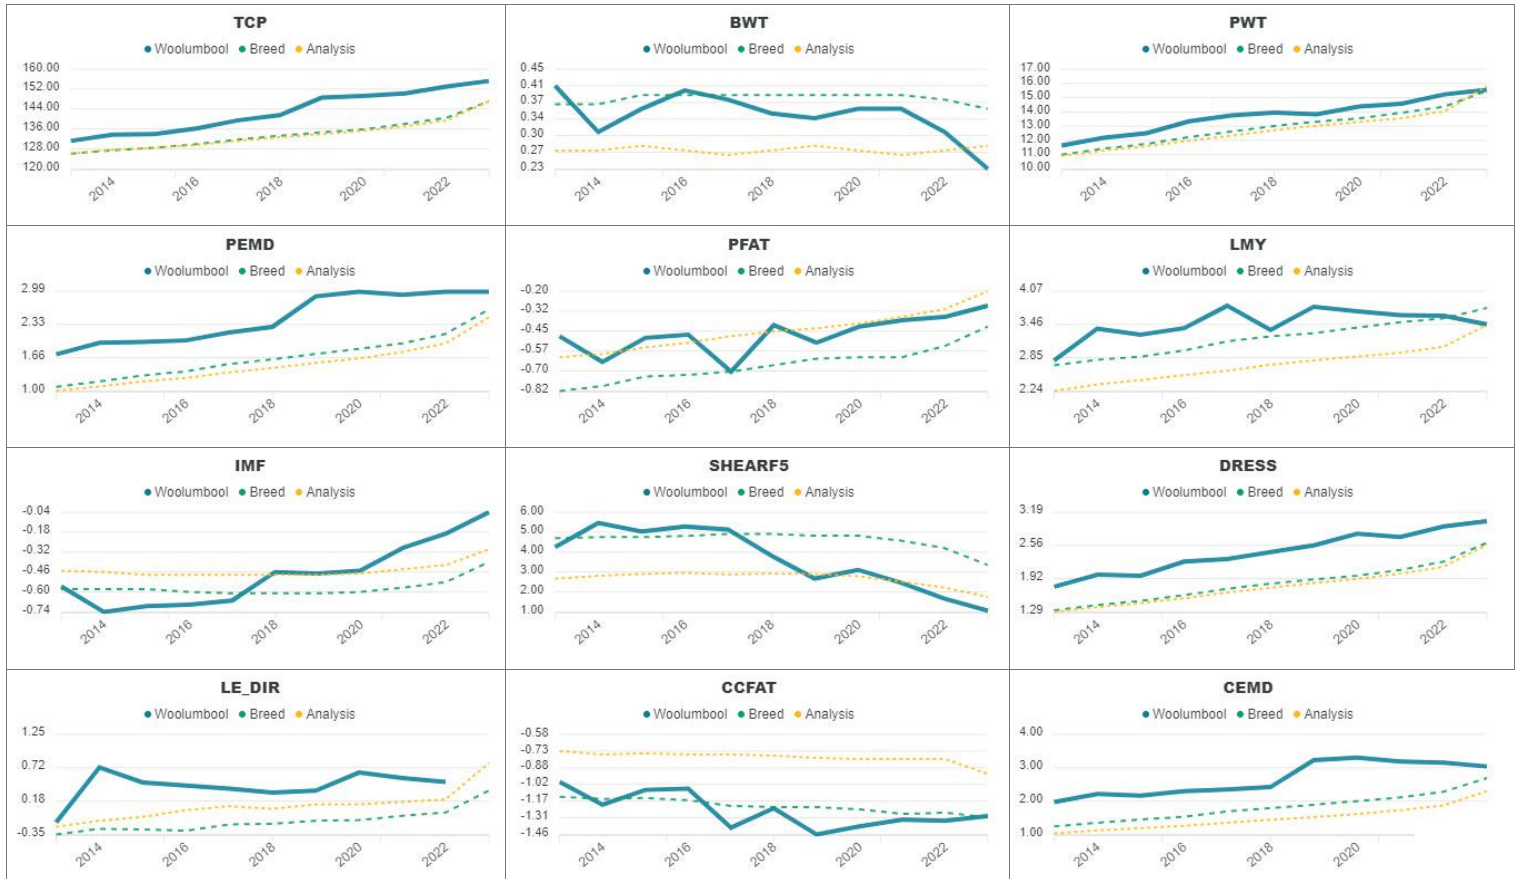 TCP
Woolumbool Breed Analysis
160.00
152.00
144.00
136.00
128.00
120.00
2014 2016 2018 2020 2022
BWT
Woolumbool Breed Analysis
0.45
0.41
0.37
0.34
0.30
0.27
0.23
2014 2016 2018 2020 2022
PWT
Woolumbool Breed Analysis
17.00
16.00
15.00
14.00
13.00
12.00
11.00
10.00
2014 2016 2018 2020 2022
PEMD
Woolumbool Breed Analysis
2.99
2.33
1.66
1.00
2014 2016 2018 2020 2022
PFAT
Woolumbool Breed Analysis
-0.20
-0.32
-0.45
-0.57
-0.70
-0.82
2014 2016 2018 2020 2022
LMY
Woolumbool Breed Analysis
4.07
3.46
2.85
2.24
2014 2016 2018 2020 2022
IMF
Woolumbool Breed Analysis
-0.04
-0.18
-0.32
-0.46
-0.60
-0.74
2014 2016 2018 2020 2022
SHEARF5
Woolumbool Breed Analysis
6.00
5.00
4.00
3.00
2.00
1.00
2014 2016 2018 2020 2022
DRESS
Woolumbool Breed Analysis
3.19
2.56
1.92
1.29
2014 2016 2018 2020 2022
LE_DIR
Woolumbool Breed Analysis
1.25
0.72
0.18
-0.35
2014 2016 2018 2020 2022
CCFAT
Woolumbool Breed Analysis
-0.58
-0.73
-0.88
-1.02
-1.17
-1.31
-1.46
2014 2016 2018 2020 2022
CEMD
Woolumbool Breed Analysis
4.00
3.00
2.00
1.00
2014 2016 2018 2020